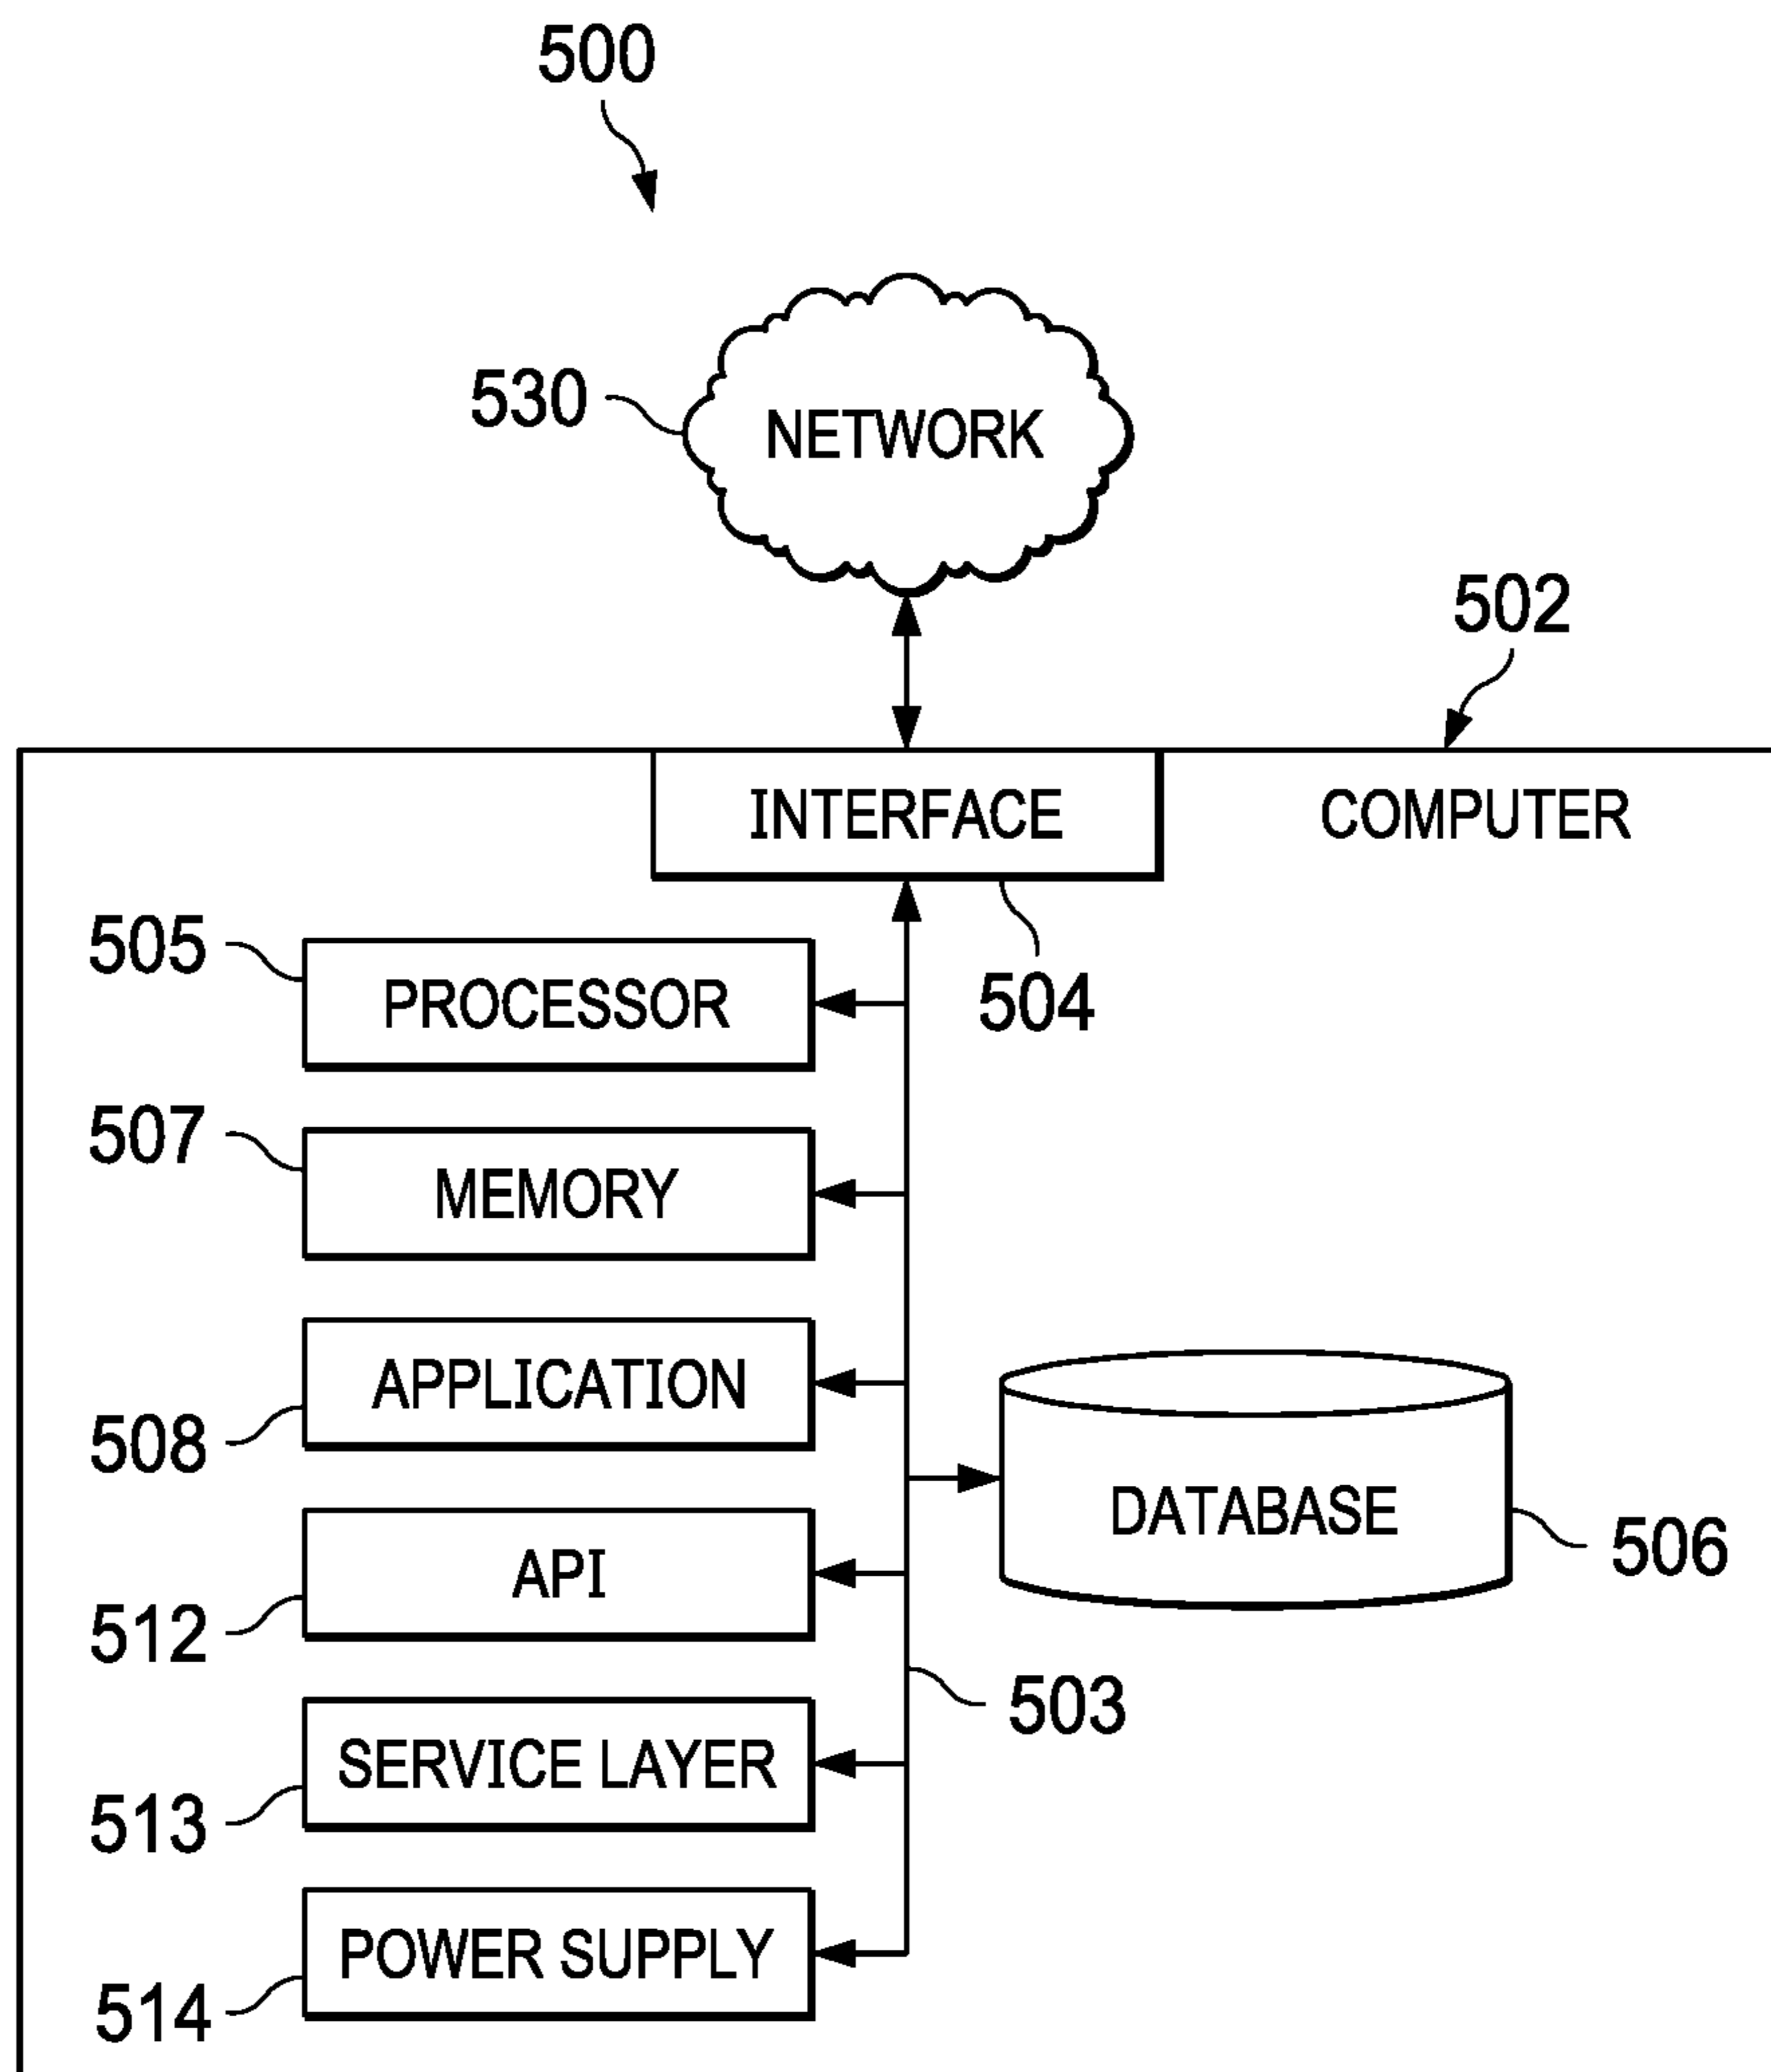 500
530
NETWORK
502
INTERFACE
COMPUTER
505
PROCESSOR
504
507
MEMORY
APPLICATION
508
DATABASE
506
API
512
503
SERVICE LAYER
513
POWER SUPPLY
514